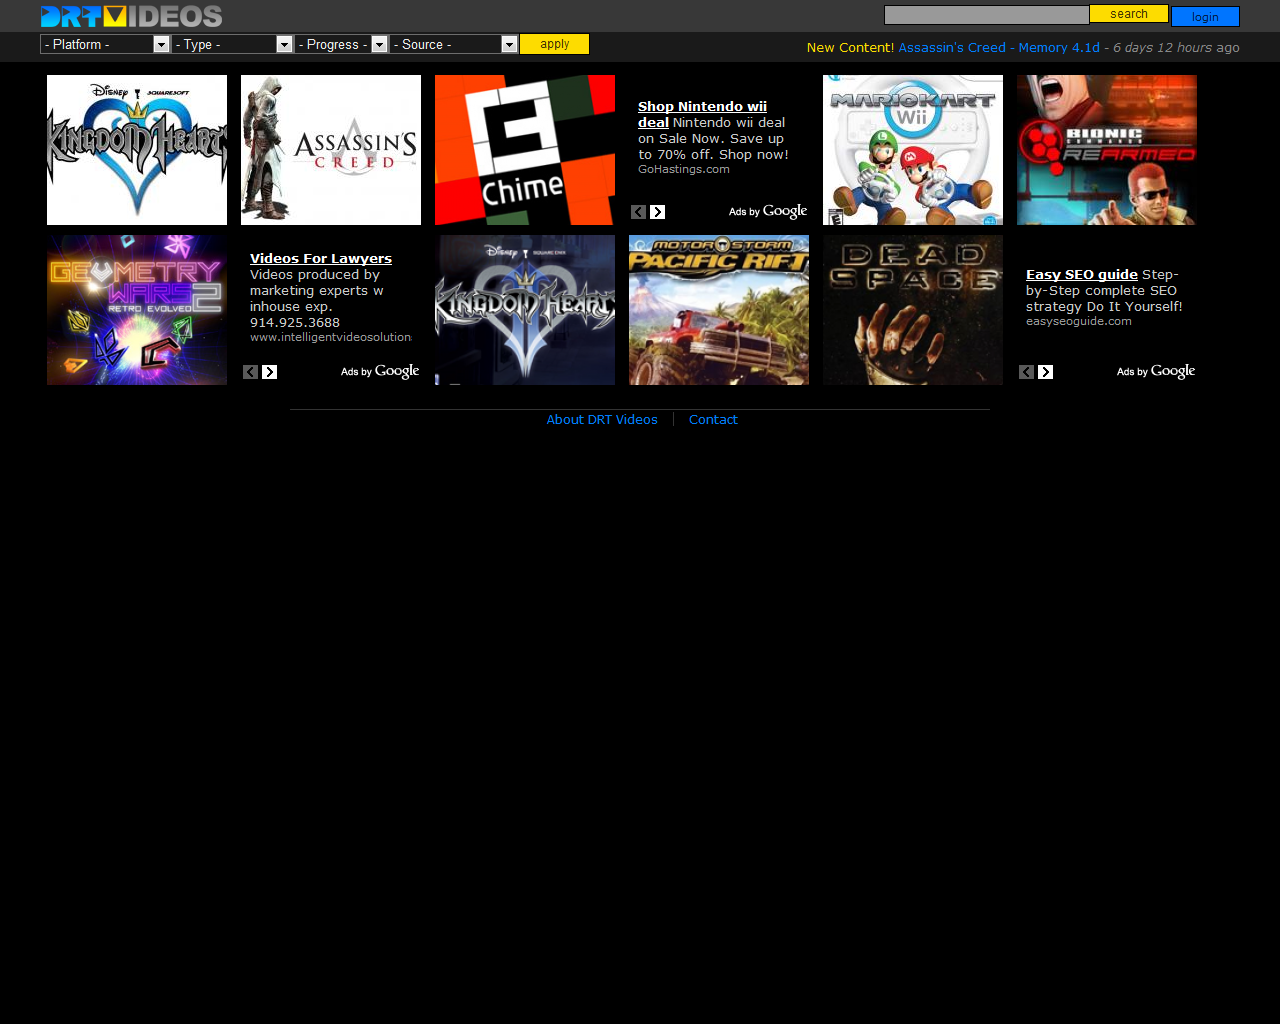 DRTVIDEOS
search
login
- Platform -
- Type -
- Progress -
- Source -
apply
New Content! Assassin's Creed - Memory 4.1d - 6 days 12 hours ago
Disney SQUARESOFT
KINGDOM HEARTS
ASSASSIN'S
CREED
Chime
Shop Nintendo wii
deal Nintendo wii deal
on Sale Now. Save up
to 70% off. Shop now!
GoHastings.com
Ads by Google
MARIOKART
Wii
BIONIC
COMMANDO
REARMED
GEOMETRY
WARS 2
RETRO EVOLVED
Videos For Lawyers
Videos produced by
marketing experts w
inhouse exp.
914.925.3688
www.intelligentvideosolution
Ads by Google
Disney SQUARE ENIX
KINGDOM HEARTS
MOTORSTORM
PACIFIC RIFT
DEAD
SPACE
Easy SEO guide Step-
by-Step complete SEO
strategy Do It Yourself!
easyseoguide.com
Ads by Google
About DRT Videos
Contact